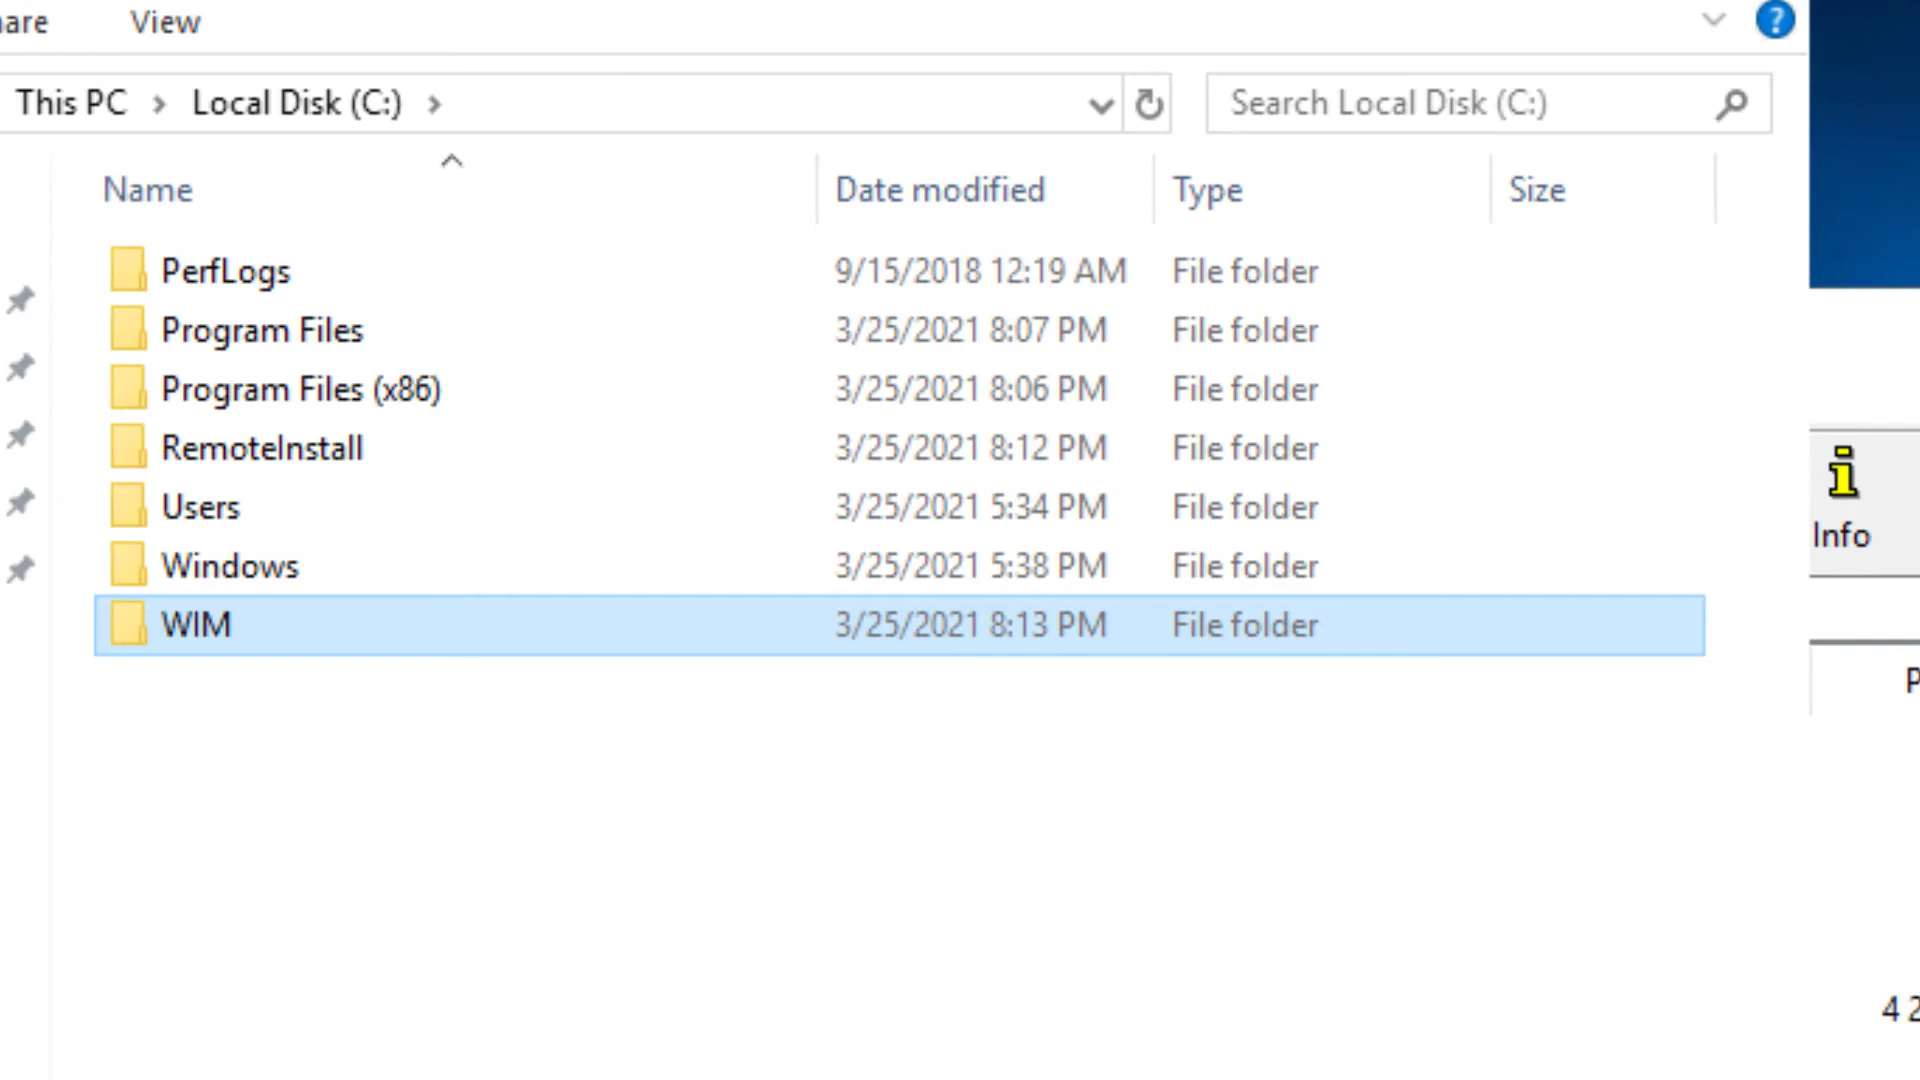 View
This PC > Local Disk (C:) >
Search Local Disk (C:)
Name Date modified Type Size
PerfLogs 9/15/2018 12:19 AM File folder
Program Files 3/25/2021 8:07 PM File folder
Program Files (x86) 3/25/2021 8:06 PM File folder
RemoteInstall 3/25/2021 8:12 PM File folder
Users 3/25/2021 5:34 PM File folder
Windows 3/25/2021 5:38 PM File folder
WIM 3/25/2021 8:13 PM File folder
Info